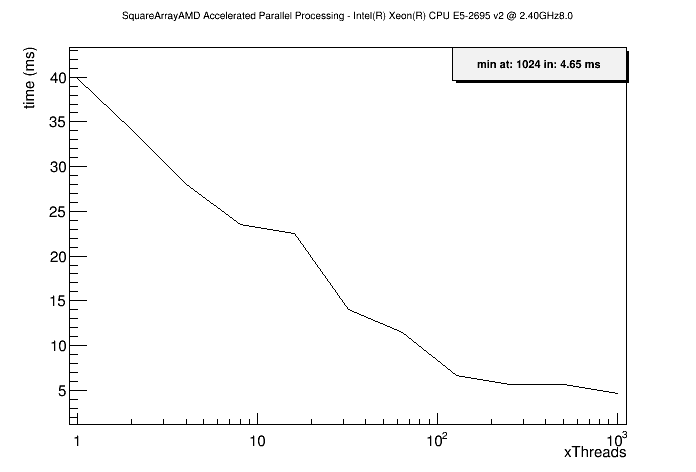 SquareArrayAMD Accelerated Parallel Processing - Intel(R) Xeon(R) CPU E5-2695 v2 @ 2.40GHz8.0
min at: 1024 in: 4.65 ms
time (ms)
40
35
30
25
20
15
10
5
1 10 10² 10³
xThreads